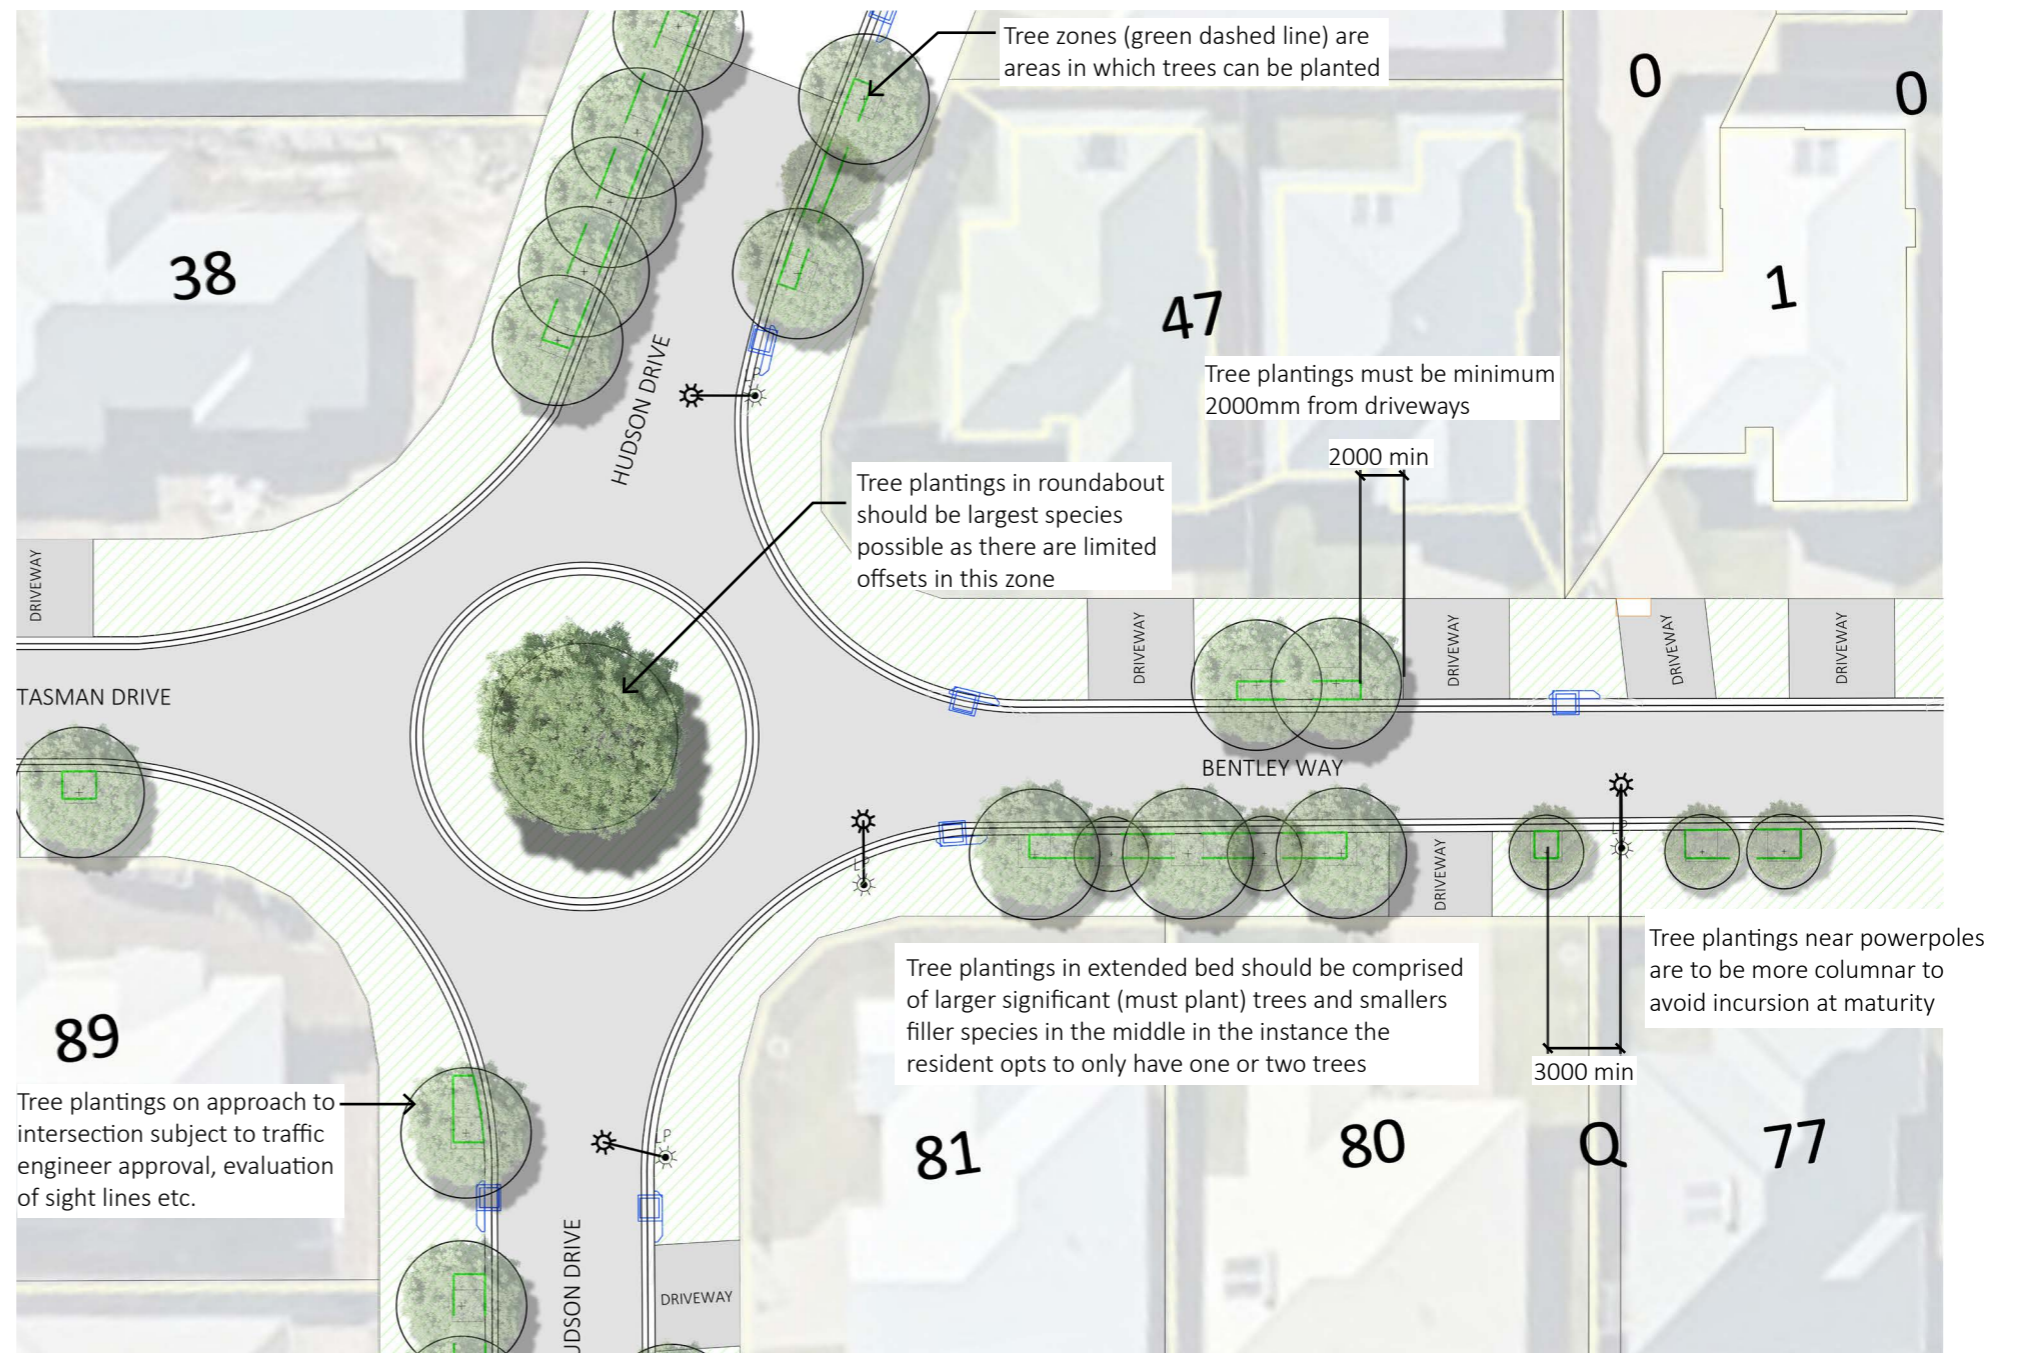 Tree zones (green dashed line) are
areas in which trees can be planted
0
0
38
47
1
Tree plantings must be minimum
2000mm from driveways
2000 min
LP
HUDSON DRIVE
Tree plantings in roundabout
should be largest species
possible as there are limited
offsets in this zone
DRIVEWAY
DRIVEWAY
DRIVEWAY
DRIVEWAY
DRIVEWAY
TASMAN DRIVE
BENTLEY WAY
LP
LP
DRIVEWAY
Tree plantings near powerpoles
are to be more columnar to
avoid incursion at maturity
Tree plantings in extended bed should be comprised
of larger significant (must plant) trees and smallers
filler species in the middle in the instance the
resident opts to only have one or two trees
3000 min
89
Tree plantings on approach to
intersection subject to traffic
engineer approval, evaluation
of sight lines etc.
LP
81
80
Q
77
UDSON DRIVE
DRIVEWAY